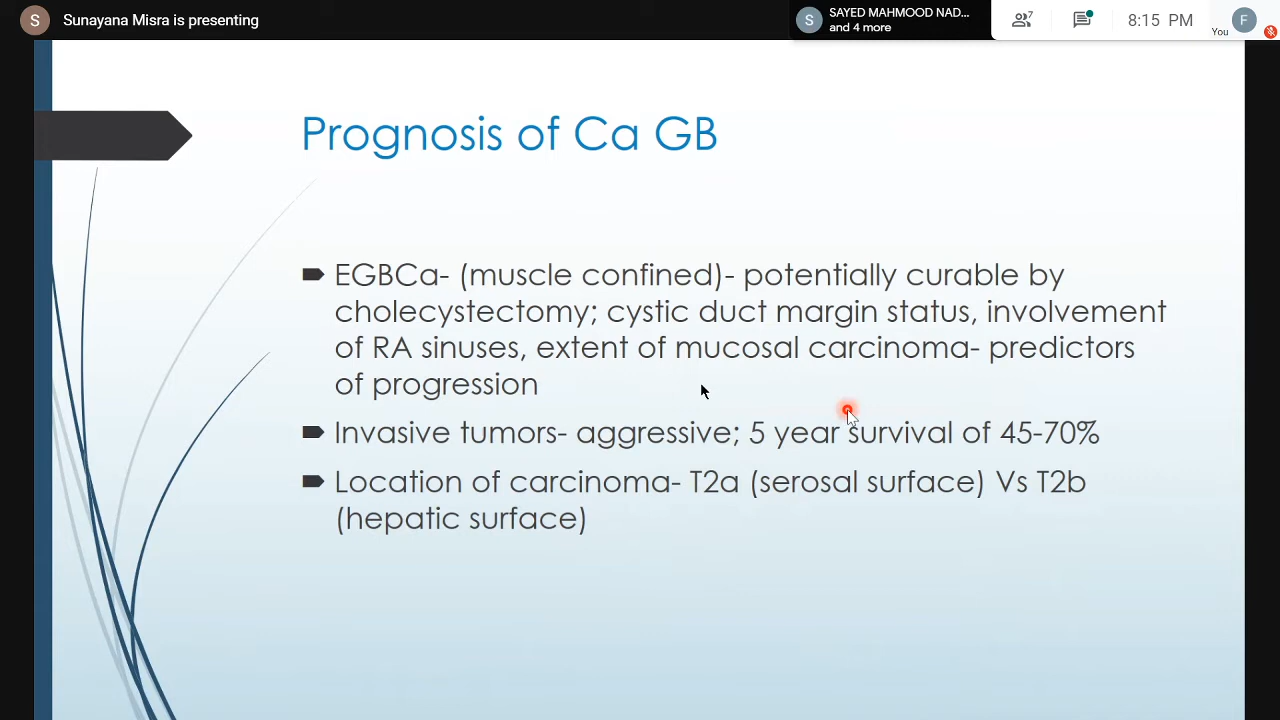 S Sunayana Misra is presenting
S SAYED MAHMOOD NAD...
and 4 more
7
8:15 PM
You
F
Prognosis of Ca GB
EGBCa- (muscle confined)- potentially curable by
cholecystectomy; cystic duct margin status, involvement
of RA sinuses, extent of mucosal carcinoma- predictors
of progression
Invasive tumors- aggressive; 5 year survival of 45-70%
Location of carcinoma- T2a (serosal surface) Vs T2b
(hepatic surface)